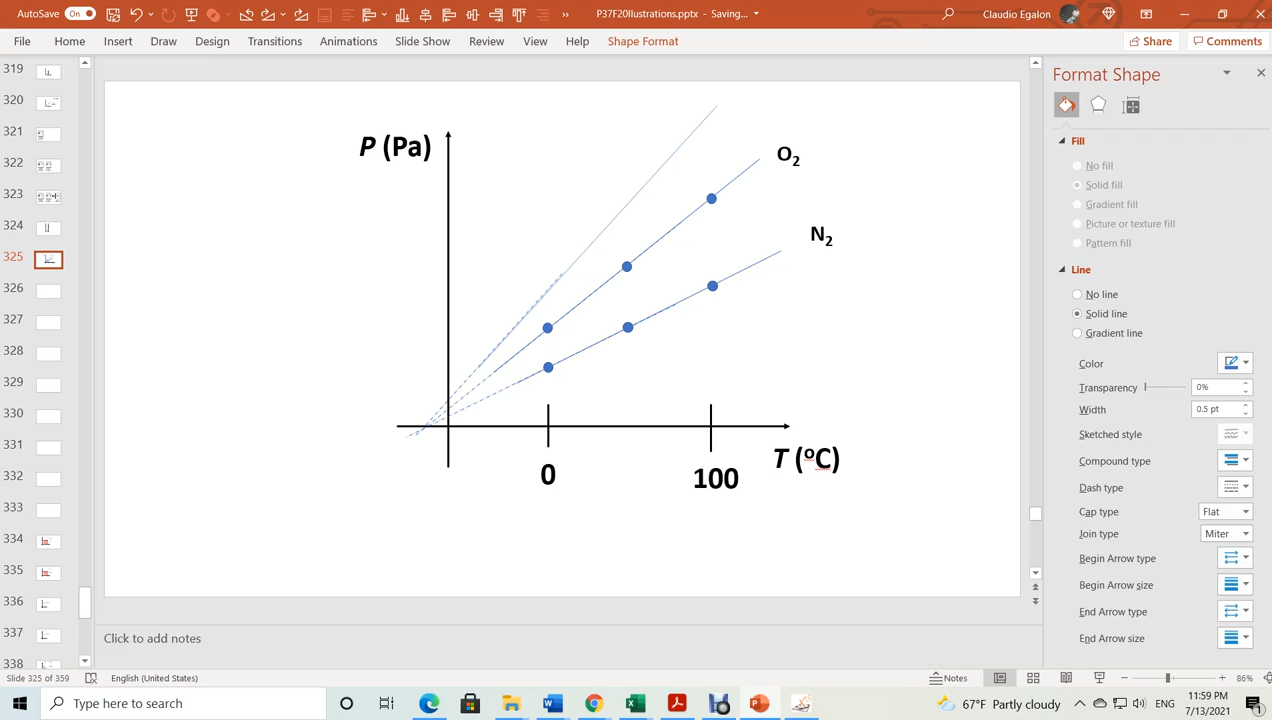 AutoSave On P37F20Ilustrations.pptx - Saving... Claudio Egalon
File Home Insert Draw Design Transitions Animations Slide Show Review View Help Shape Format Share Comments
319
320
321
322
323
324
325
326
327
328
329
330
331
332
333
334
335
336
337
338
P (Pa)
O2
N2
0
100
T (oC)
Click to add notes
Format Shape
Fill
No fill
Solid fill
Gradient fill
Picture or texture fill
Pattern fill
Line
No line
Solid line
Gradient line
Color
Transparency 0%
Width 0.5 pt
Sketched style
Compound type
Dash type
Cap type Flat
Join type Miter
Begin Arrow type
Begin Arrow size
End Arrow type
End Arrow size
Slide 325 of 359 English (United States) Notes 86%
Type here to search 67°F Partly cloudy ENG 11:59 PM
7/13/2021
1